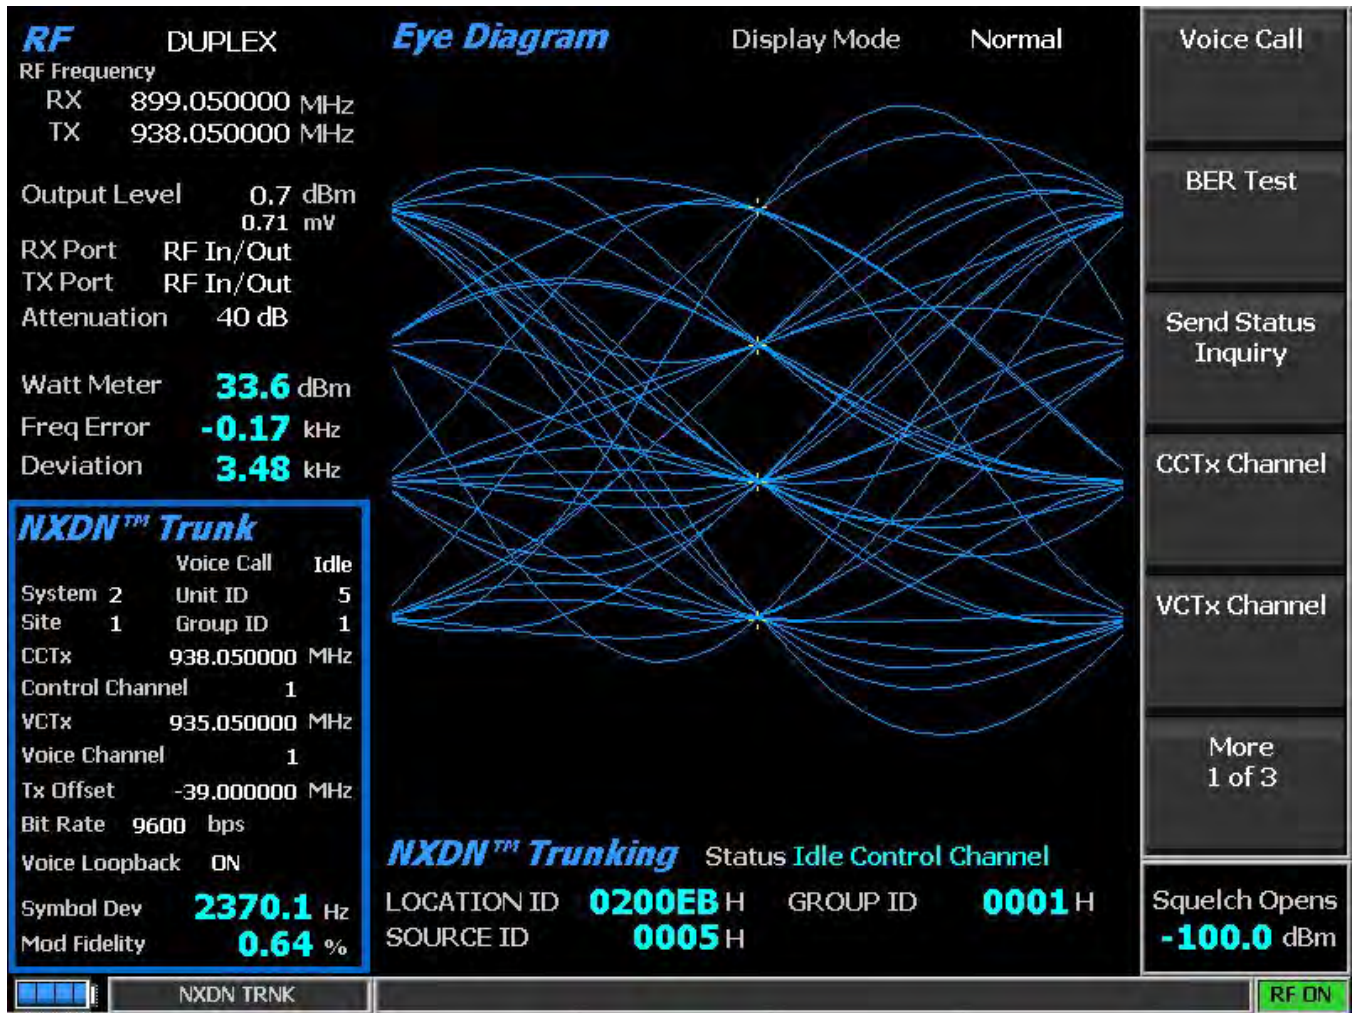 RF DUPLEX
RF Frequency
RX 899.050000 MHz
TX 938.050000 MHz
Output Level 0.7 dBm
0.71 mV
RX Port RF In/Out
TX Port RF In/Out
Attenuation 40 dB
Watt Meter 33.6 dBm
Freq Error -0.17 kHz
Deviation 3.48 kHz
NXDN™ Trunk
Voice Call Idle
System 2 Unit ID 5
Site 1 Group ID 1
CCTx 938.050000 MHz
Control Channel 1
VCTx 935.050000 MHz
Voice Channel 1
Tx Offset -39.000000 MHz
Bit Rate 9600 bps
Voice Loopback ON
Symbol Dev 2370.1 Hz
Mod Fidelity 0.64 %
Eye Diagram Display Mode Normal
NXDN™ Trunking Status Idle Control Channel
LOCATION ID 0200EB H GROUP ID 0001 H
SOURCE ID 0005 H
Voice Call
BER Test
Send Status
Inquiry
CCTx Channel
VCTx Channel
More
1 of 3
Squelch Opens
-100.0 dBm
NXDN TRNK
RF ON